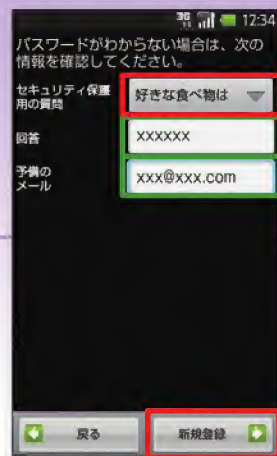 3G 12:34
パスワードがわからない場合は、次の
情報を確認してください。
セキュリティ保護
用の質問
好きな食べ物は
回答
xxxxxx
予備の
メール
xxx@xxx.com
戻る
新規登録